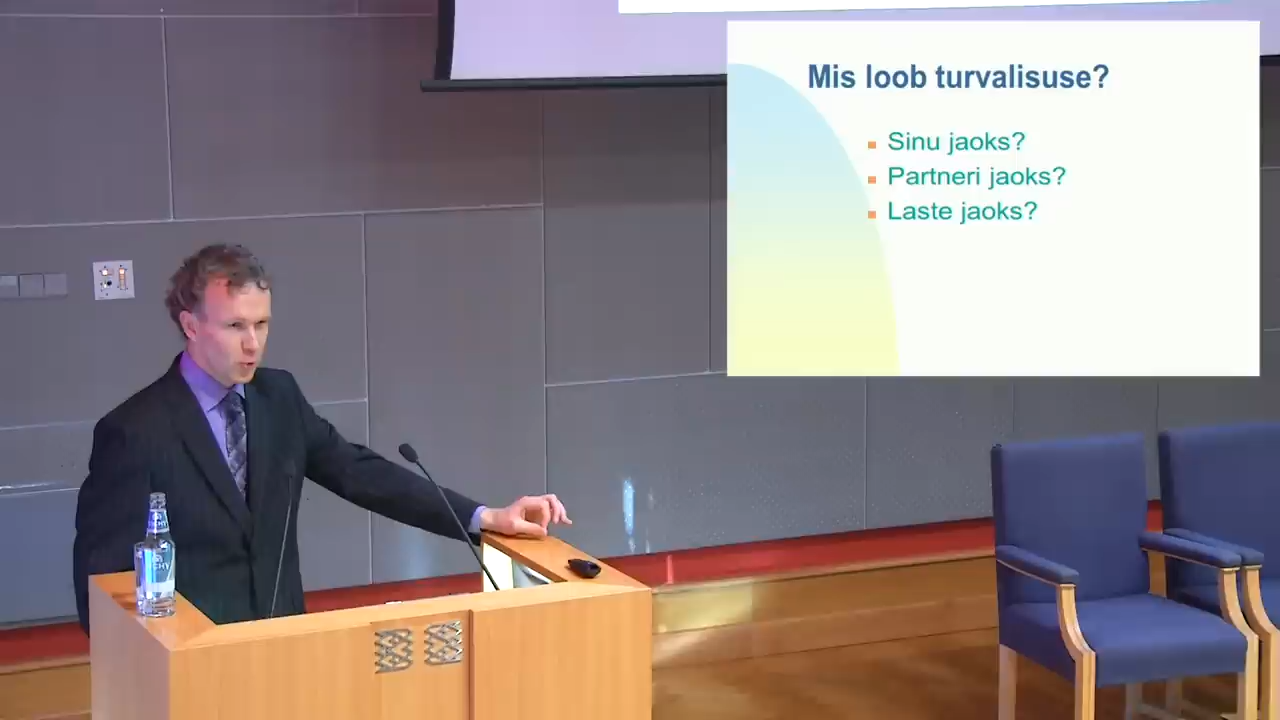 Mis loob turvalisuse?
Sinu jaoks?
Partneri jaoks?
Laste jaoks?